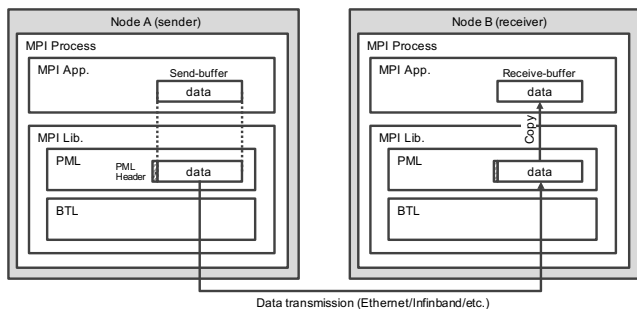 Node A (sender)
MPI Process
MPI App.
Send-buffer
data
MPI Lib.
PML
PML
Header
data
BTL
Node B (receiver)
MPI Process
MPI App.
Receive-buffer
data
Copy
MPI Lib.
PML
data
BTL
Data transmission (Ethernet/Infinband/etc.)